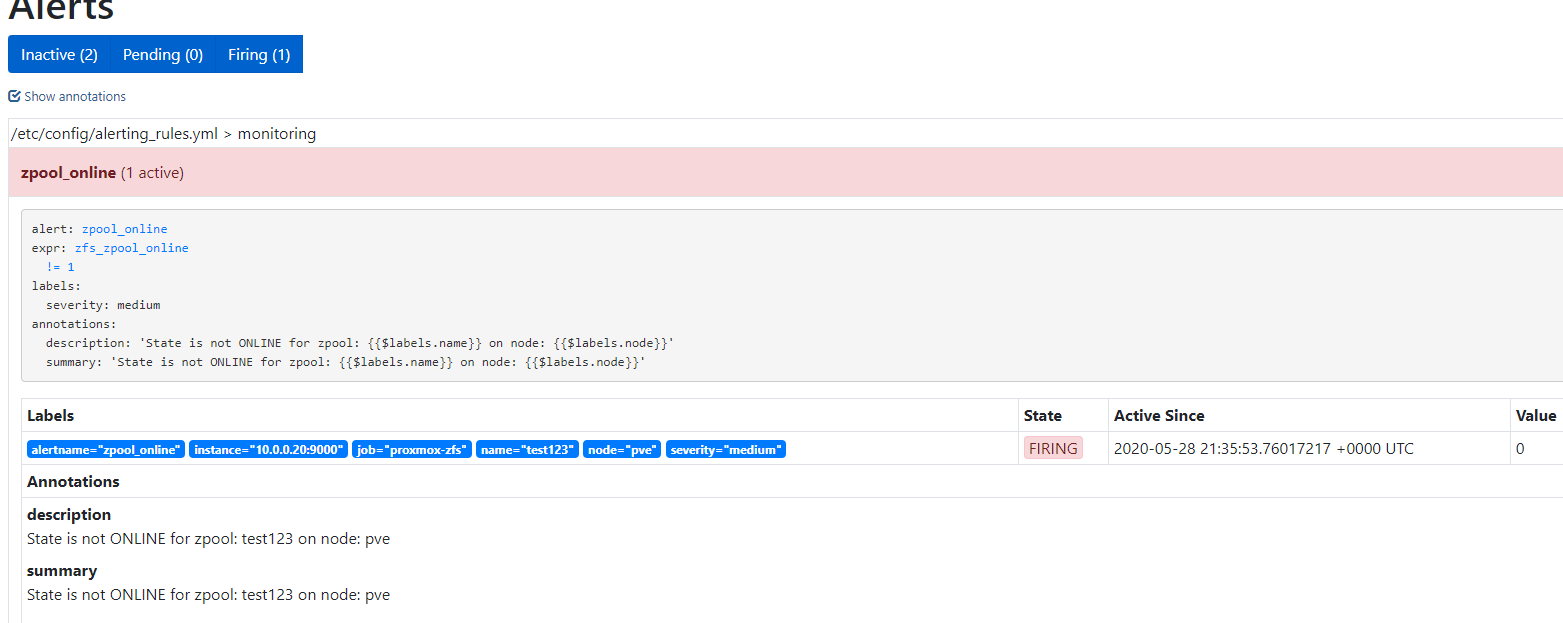 Alerts
Inactive (2) Pending (0) Firing (1)
Show annotations
/etc/config/alerting_rules.yml > monitoring
zpool_online (1 active)
alert: zpool_online
expr: zfs_zpool_online
!= 1
labels:
severity: medium
annotations:
description: 'State is not ONLINE for zpool: {{$labels.name}} on node: {{$labels.node}}'
summary: 'State is not ONLINE for zpool: {{$labels.name}} on node: {{$labels.node}}'
Labels State Active Since Value
alertname="zpool_online" instance="10.0.0.20:9000" job="proxmox-zfs" name="test123" node="pve" severity="medium" FIRING 2020-05-28 21:35:53.76017217 +0000 UTC 0
Annotations
description
State is not ONLINE for zpool: test123 on node: pve
summary
State is not ONLINE for zpool: test123 on node: pve